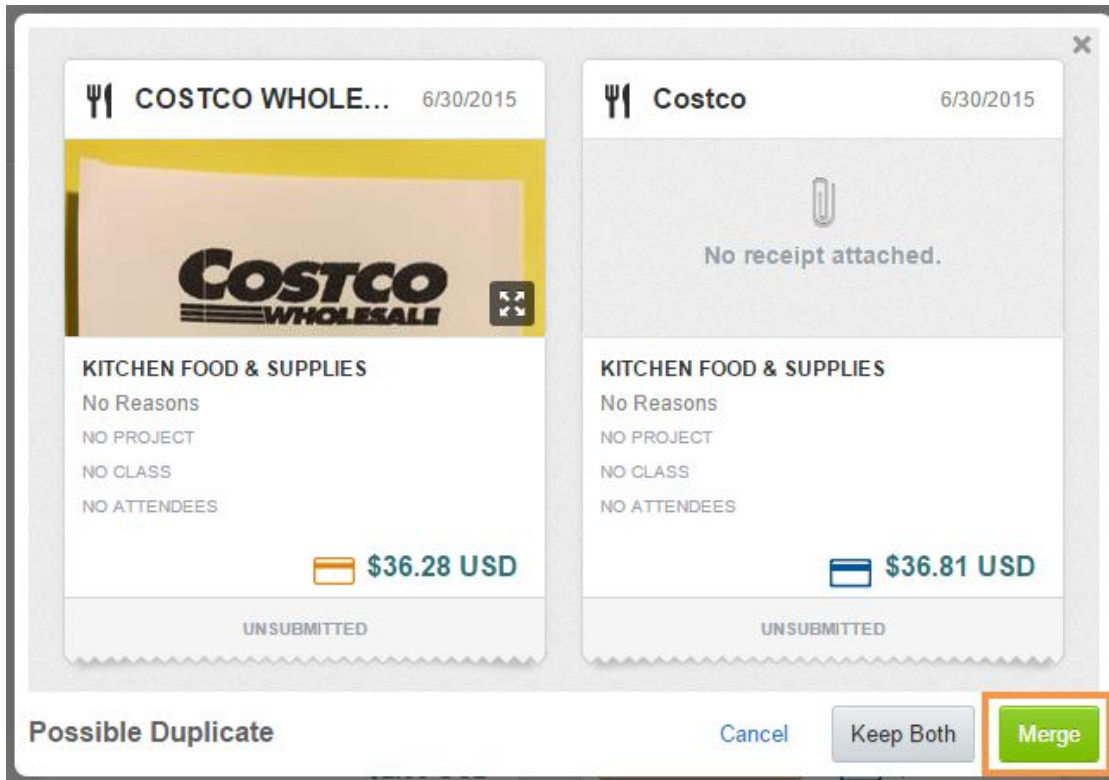 COSTCO WHOLE... 6/30/2015
COSTCO
WHOLESALE
KITCHEN FOOD & SUPPLIES
No Reasons
NO PROJECT
NO CLASS
NO ATTENDEES
$36.28 USD
UNSUBMITTED
Costco 6/30/2015
No receipt attached.
KITCHEN FOOD & SUPPLIES
No Reasons
NO PROJECT
NO CLASS
NO ATTENDEES
$36.81 USD
UNSUBMITTED
Possible Duplicate Cancel Keep Both Merge